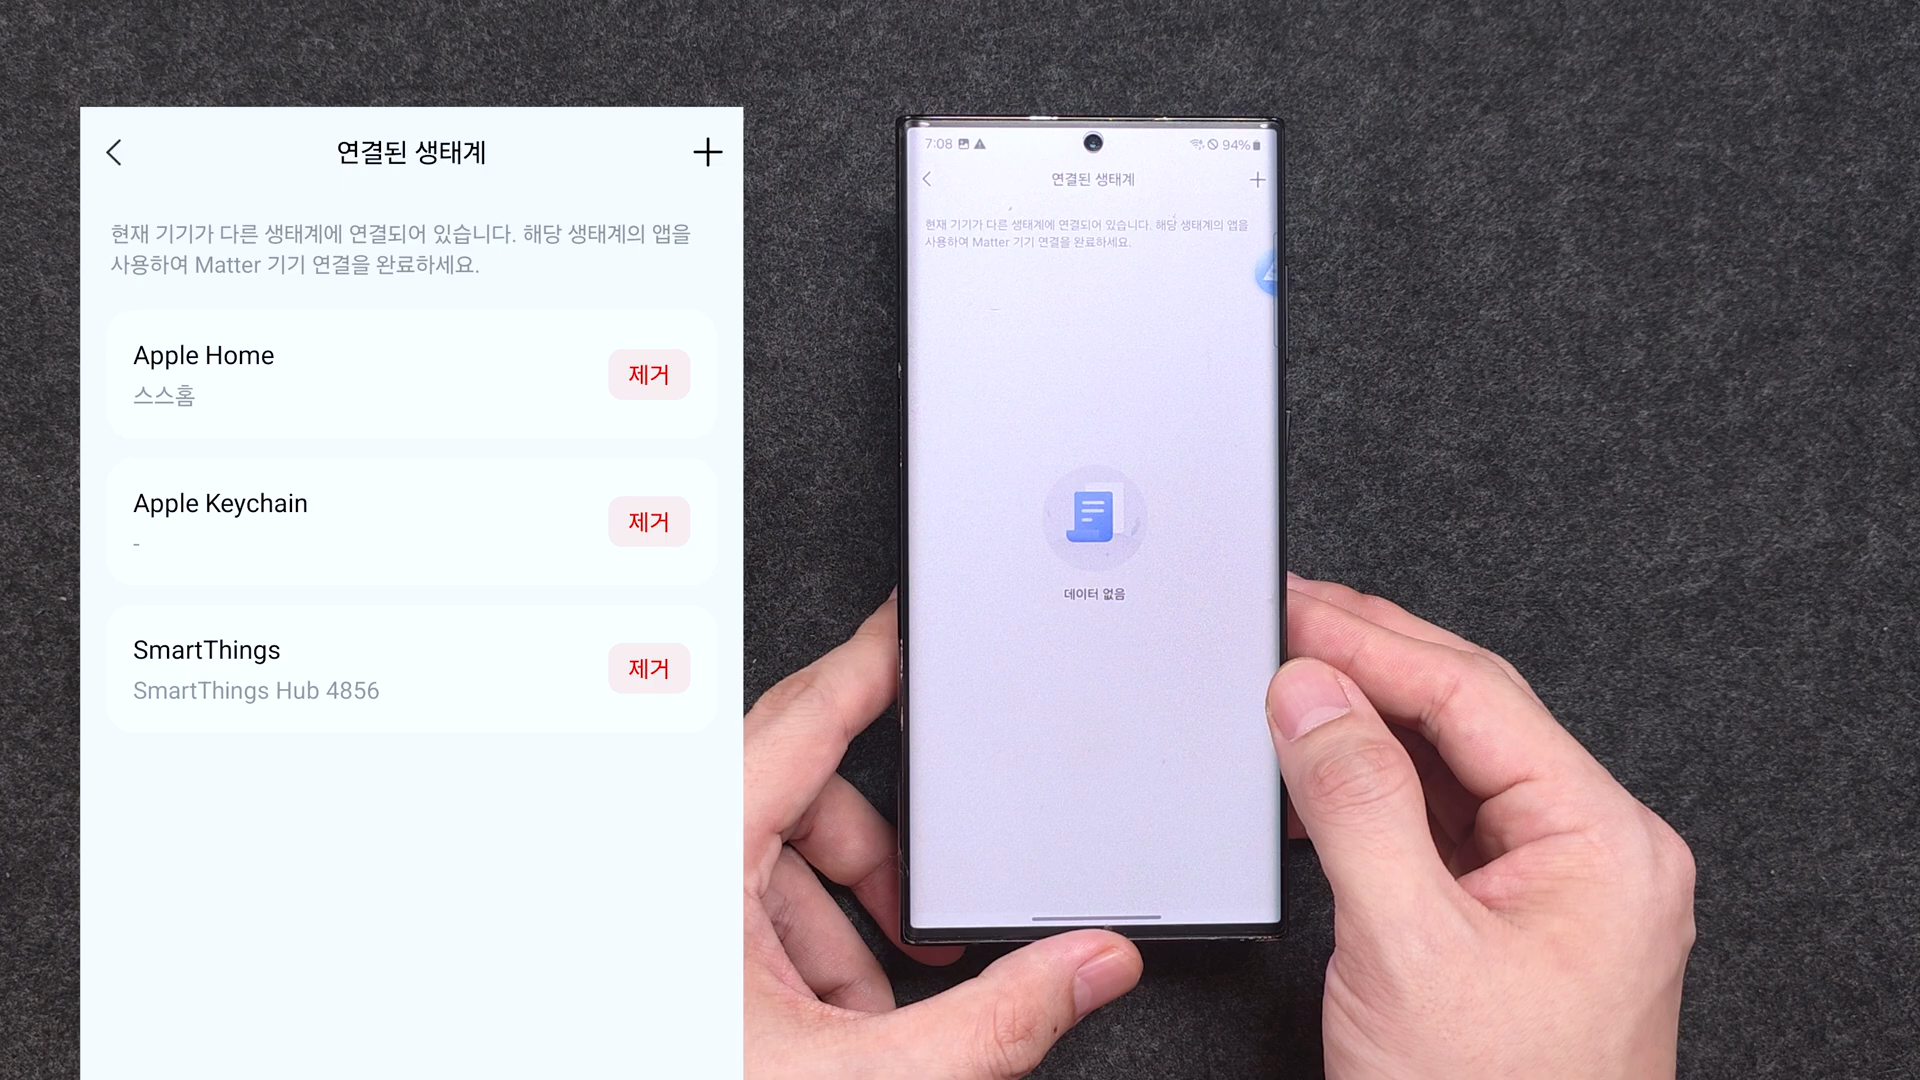 연결된 생태계
현재 기기가 다른 생태계에 연결되어 있습니다. 해당 생태계의 앱을
사용하여 Matter 기기 연결을 완료하세요.
Apple Home
스스홈
제거
Apple Keychain
-
제거
SmartThings
SmartThings Hub 4856
제거
7:08
94%
연결된 생태계
현재 기기가 다른 생태계에 연결되어 있습니다. 해당 생태계의 앱을
사용하여 Matter 기기 연결을 완료하세요.
데이터 없음